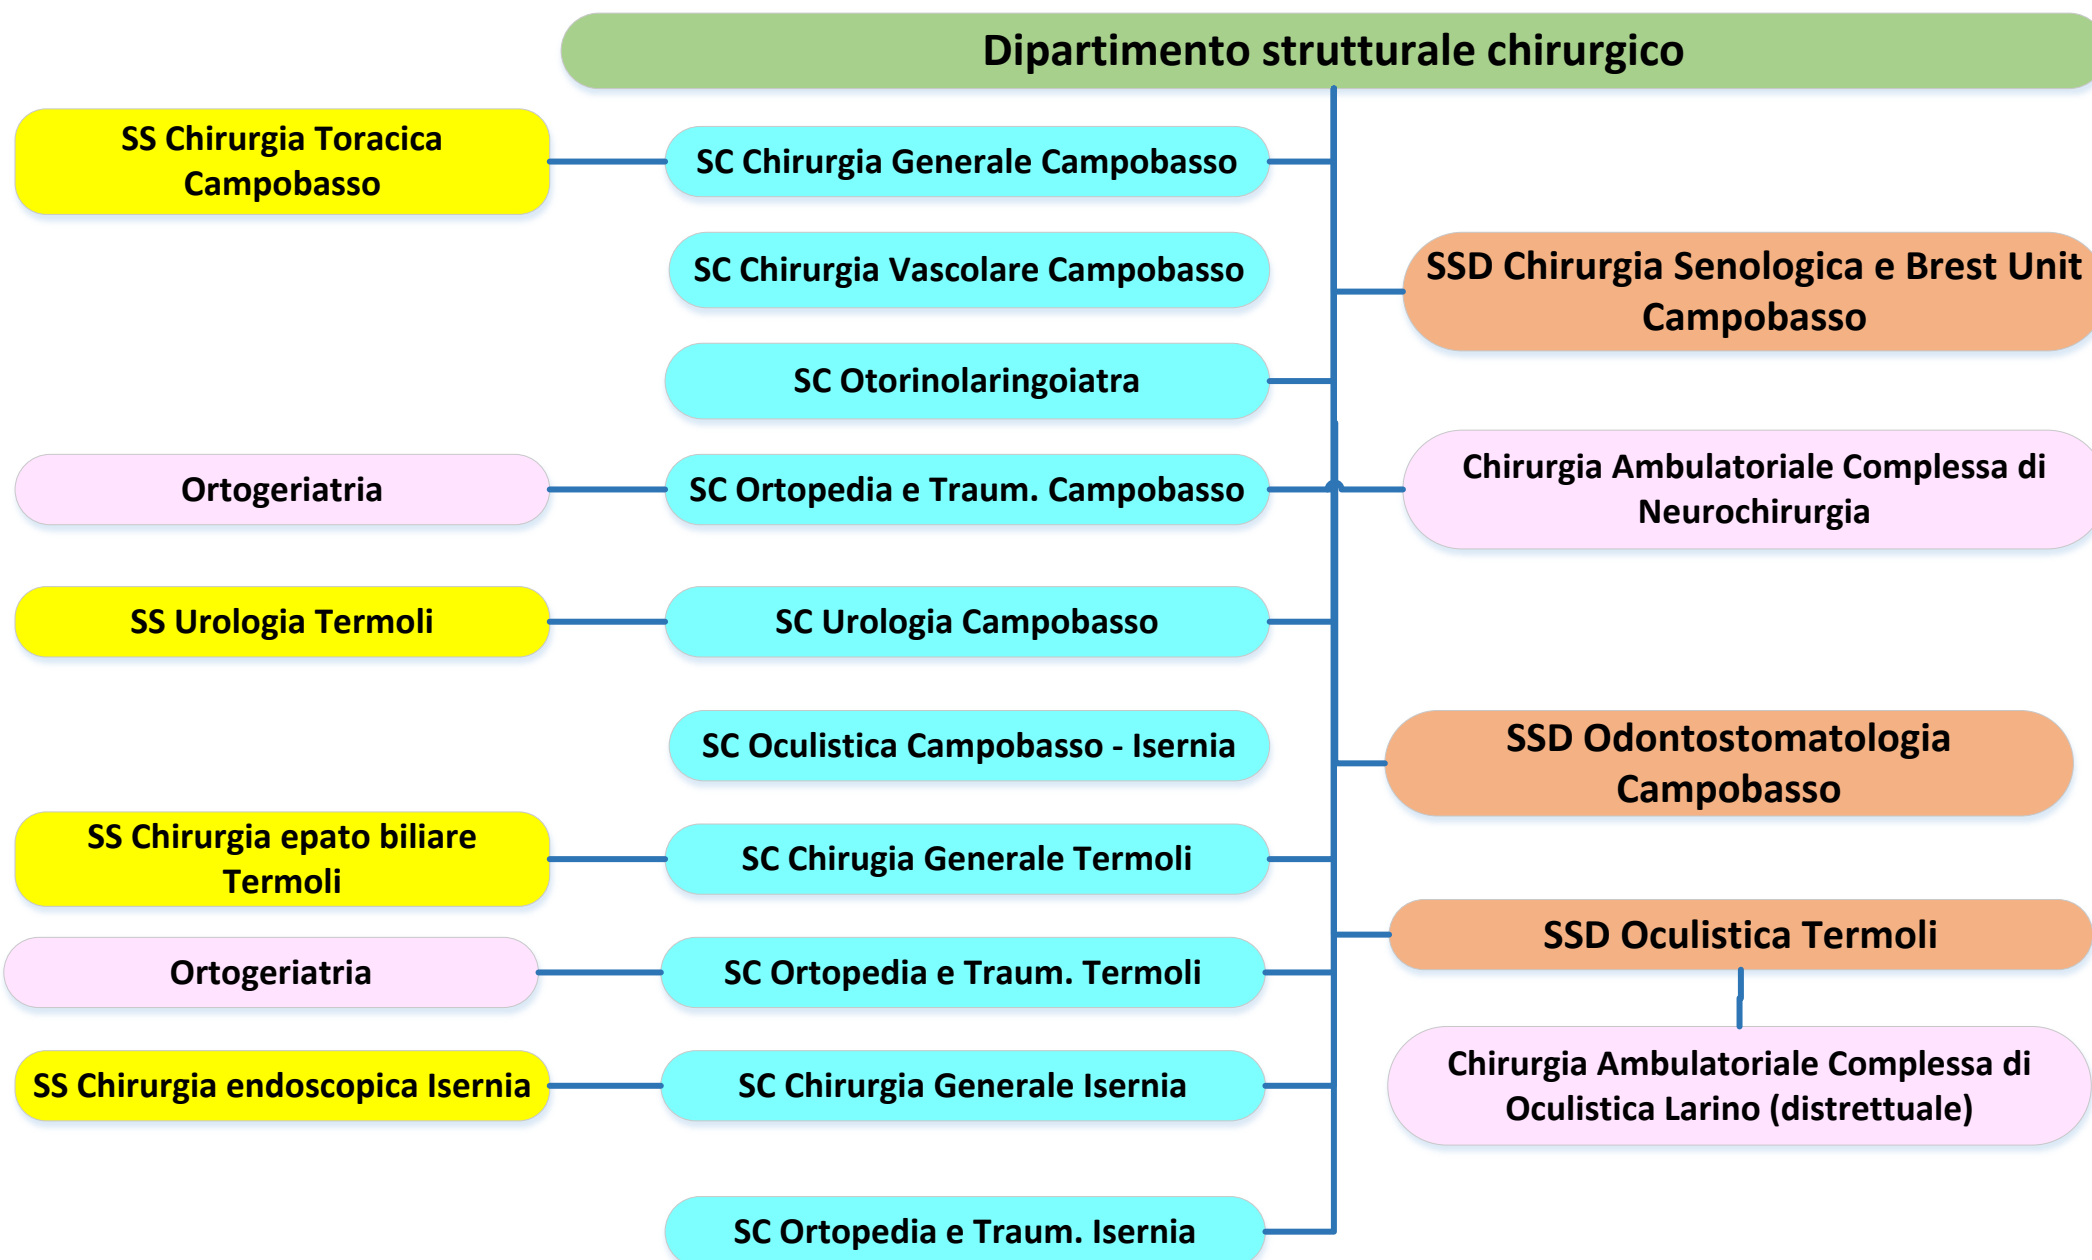 Dipartimento strutturale chirurgico
SS Chirurgia Toracica
Campobasso
SC Chirurgia Generale Campobasso
SC Chirurgia Vascolare Campobasso
SSD Chirurgia Senologica e Brest Unit
Campobasso
SC Otorinolaringoiatra
Ortogeriatria
SC Ortopedia e Traum. Campobasso
Chirurgia Ambulatoriale Complessa di
Neurochirurgia
SS Urologia Termoli
SC Urologia Campobasso
SC Oculistica Campobasso - Isernia
SSD Odontostomatologia
Campobasso
SS Chirurgia epato biliare
Termoli
SC Chirugia Generale Termoli
SSD Oculistica Termoli
Ortogeriatria
SC Ortopedia e Traum. Termoli
SS Chirurgia endoscopica Isernia
SC Chirurgia Generale Isernia
Chirurgia Ambulatoriale Complessa di
Oculistica Larino (distrettuale)
SC Ortopedia e Traum. Isernia